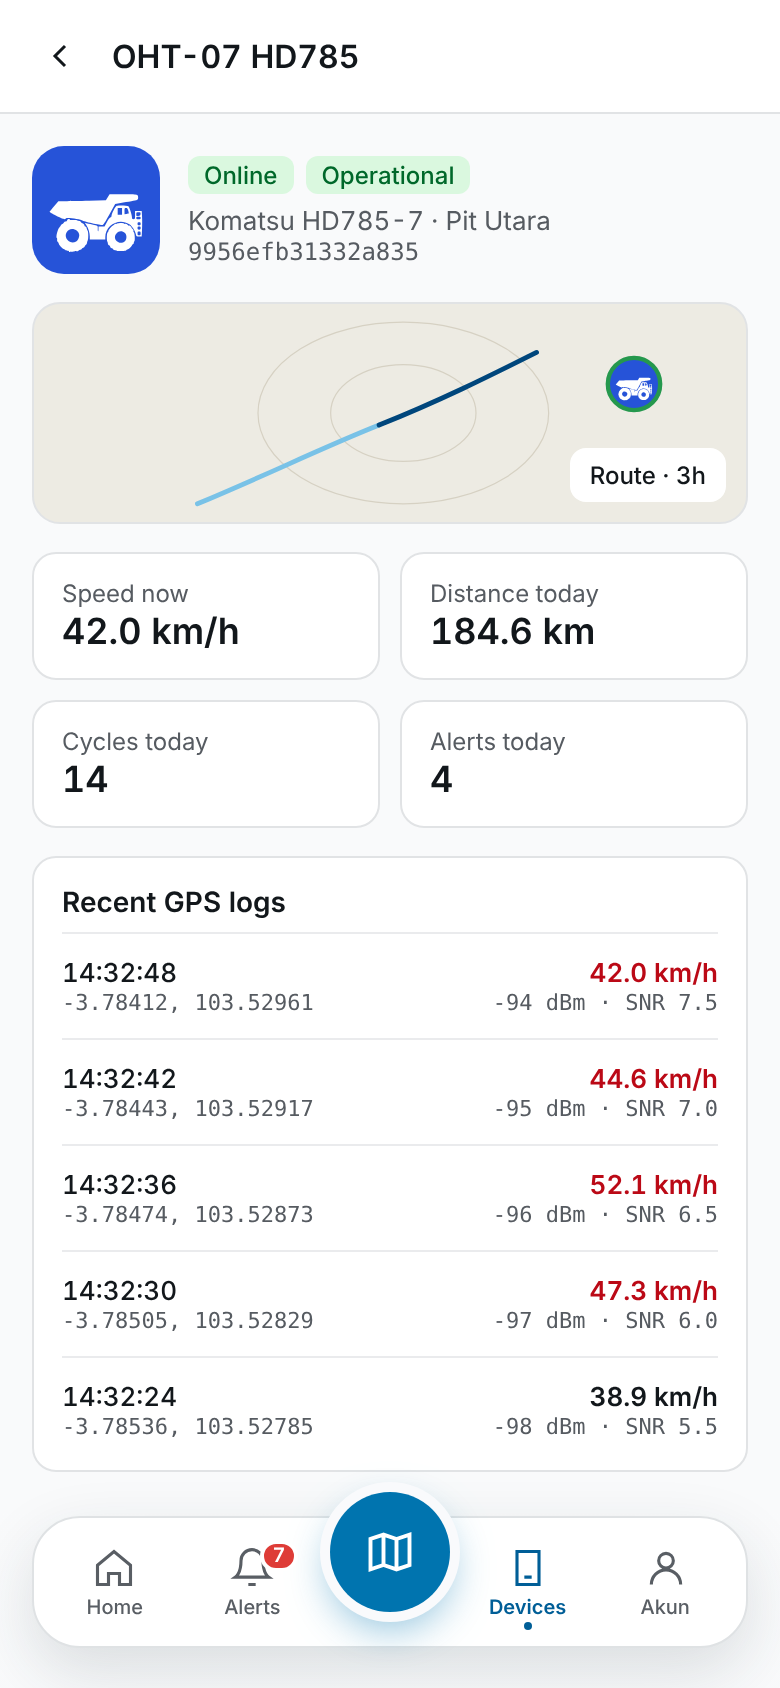 OHT-07 HD785
Online
Operational
Komatsu HD785-7 · Pit Utara
9956efb31332a835
Route · 3h
Speed now
42.0 km/h
Distance today
184.6 km
Cycles today
14
Alerts today
4
Recent GPS logs
14:32:48
42.0 km/h
-3.78412, 103.52961
-94 dBm · SNR 7.5
14:32:42
44.6 km/h
-3.78443, 103.52917
-95 dBm · SNR 7.0
14:32:36
52.1 km/h
-3.78474, 103.52873
-96 dBm · SNR 6.5
14:32:30
47.3 km/h
-3.78505, 103.52829
-97 dBm · SNR 6.0
14:32:24
38.9 km/h
-3.78536, 103.52785
-98 dBm · SNR 5.5
Home
7
Alerts
Devices
Akun